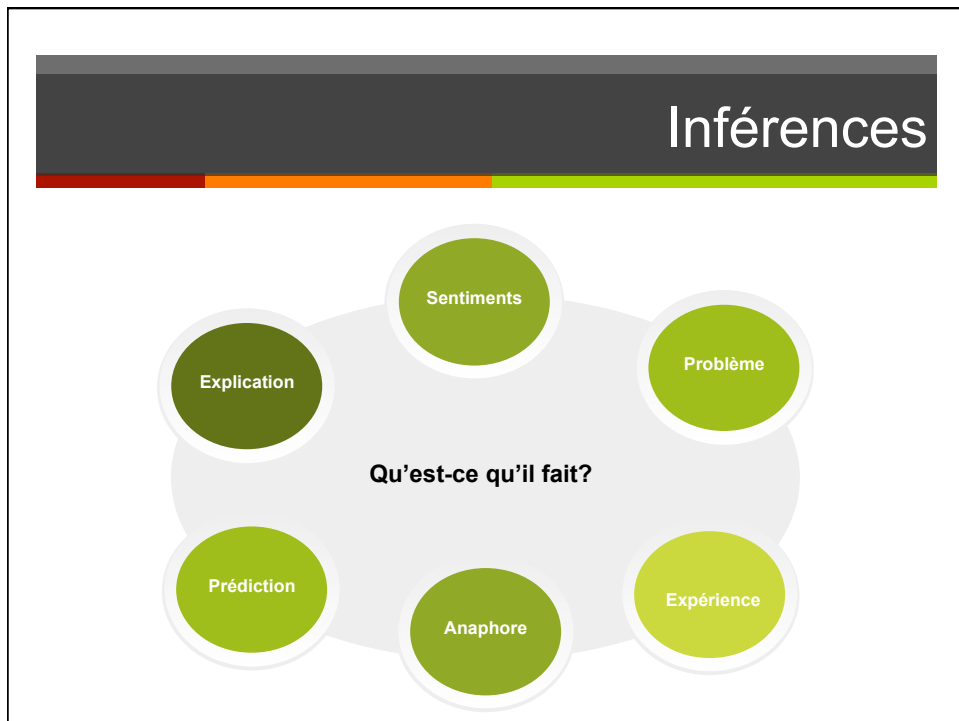 Inférences
Sentiments
Problème
Explication
Qu'est-ce qu'il fait?
Prédiction
Expérience
Anaphore